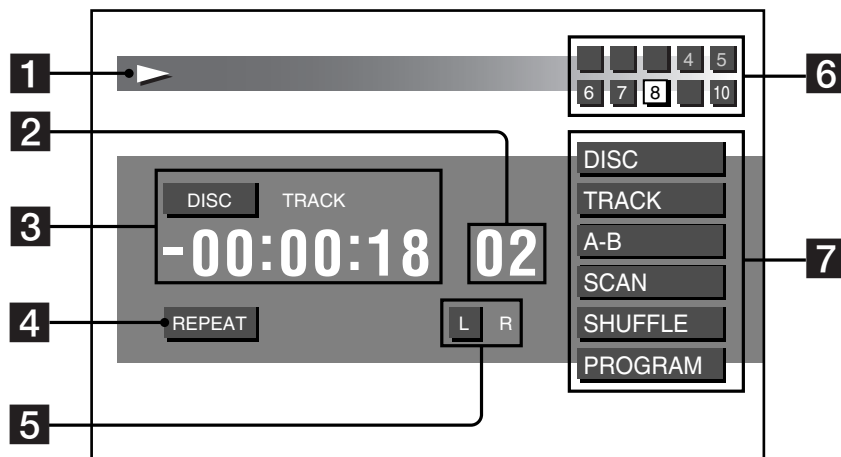 1
4 5
6
6 7 8 10
2
DISC
DISC TRACK
TRACK
3
-00:00:18 02
A-B
7
SCAN
4
REPEAT
L R
SHUFFLE
PROGRAM
5